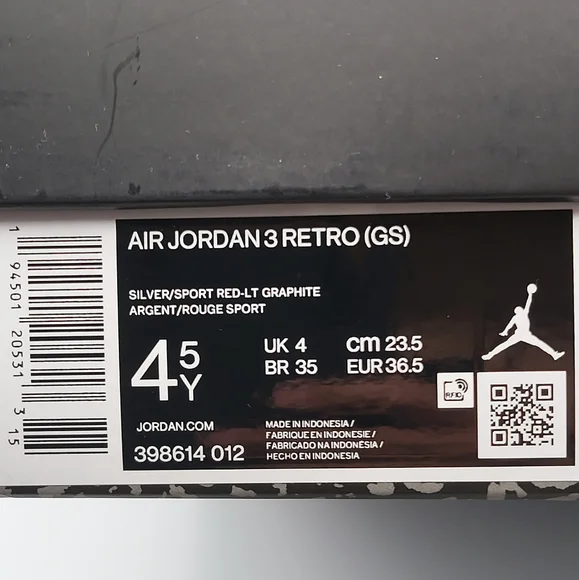 AIR JORDAN 3 RETRO (GS)
SILVER/SPORT RED-LT GRAPHITE
ARGENT/ROUGE SPORT
4 5 Y
UK 4 cm 23.5
BR 35 EUR 36.5
RFID
JORDAN.COM
398614 012
MADE IN INDONESIA /
FABRIQUE EN INDONESIE /
FABRICADO NA INDONÉSIA /
HECHO EN INDONESIA
1 94501 20531 3 15